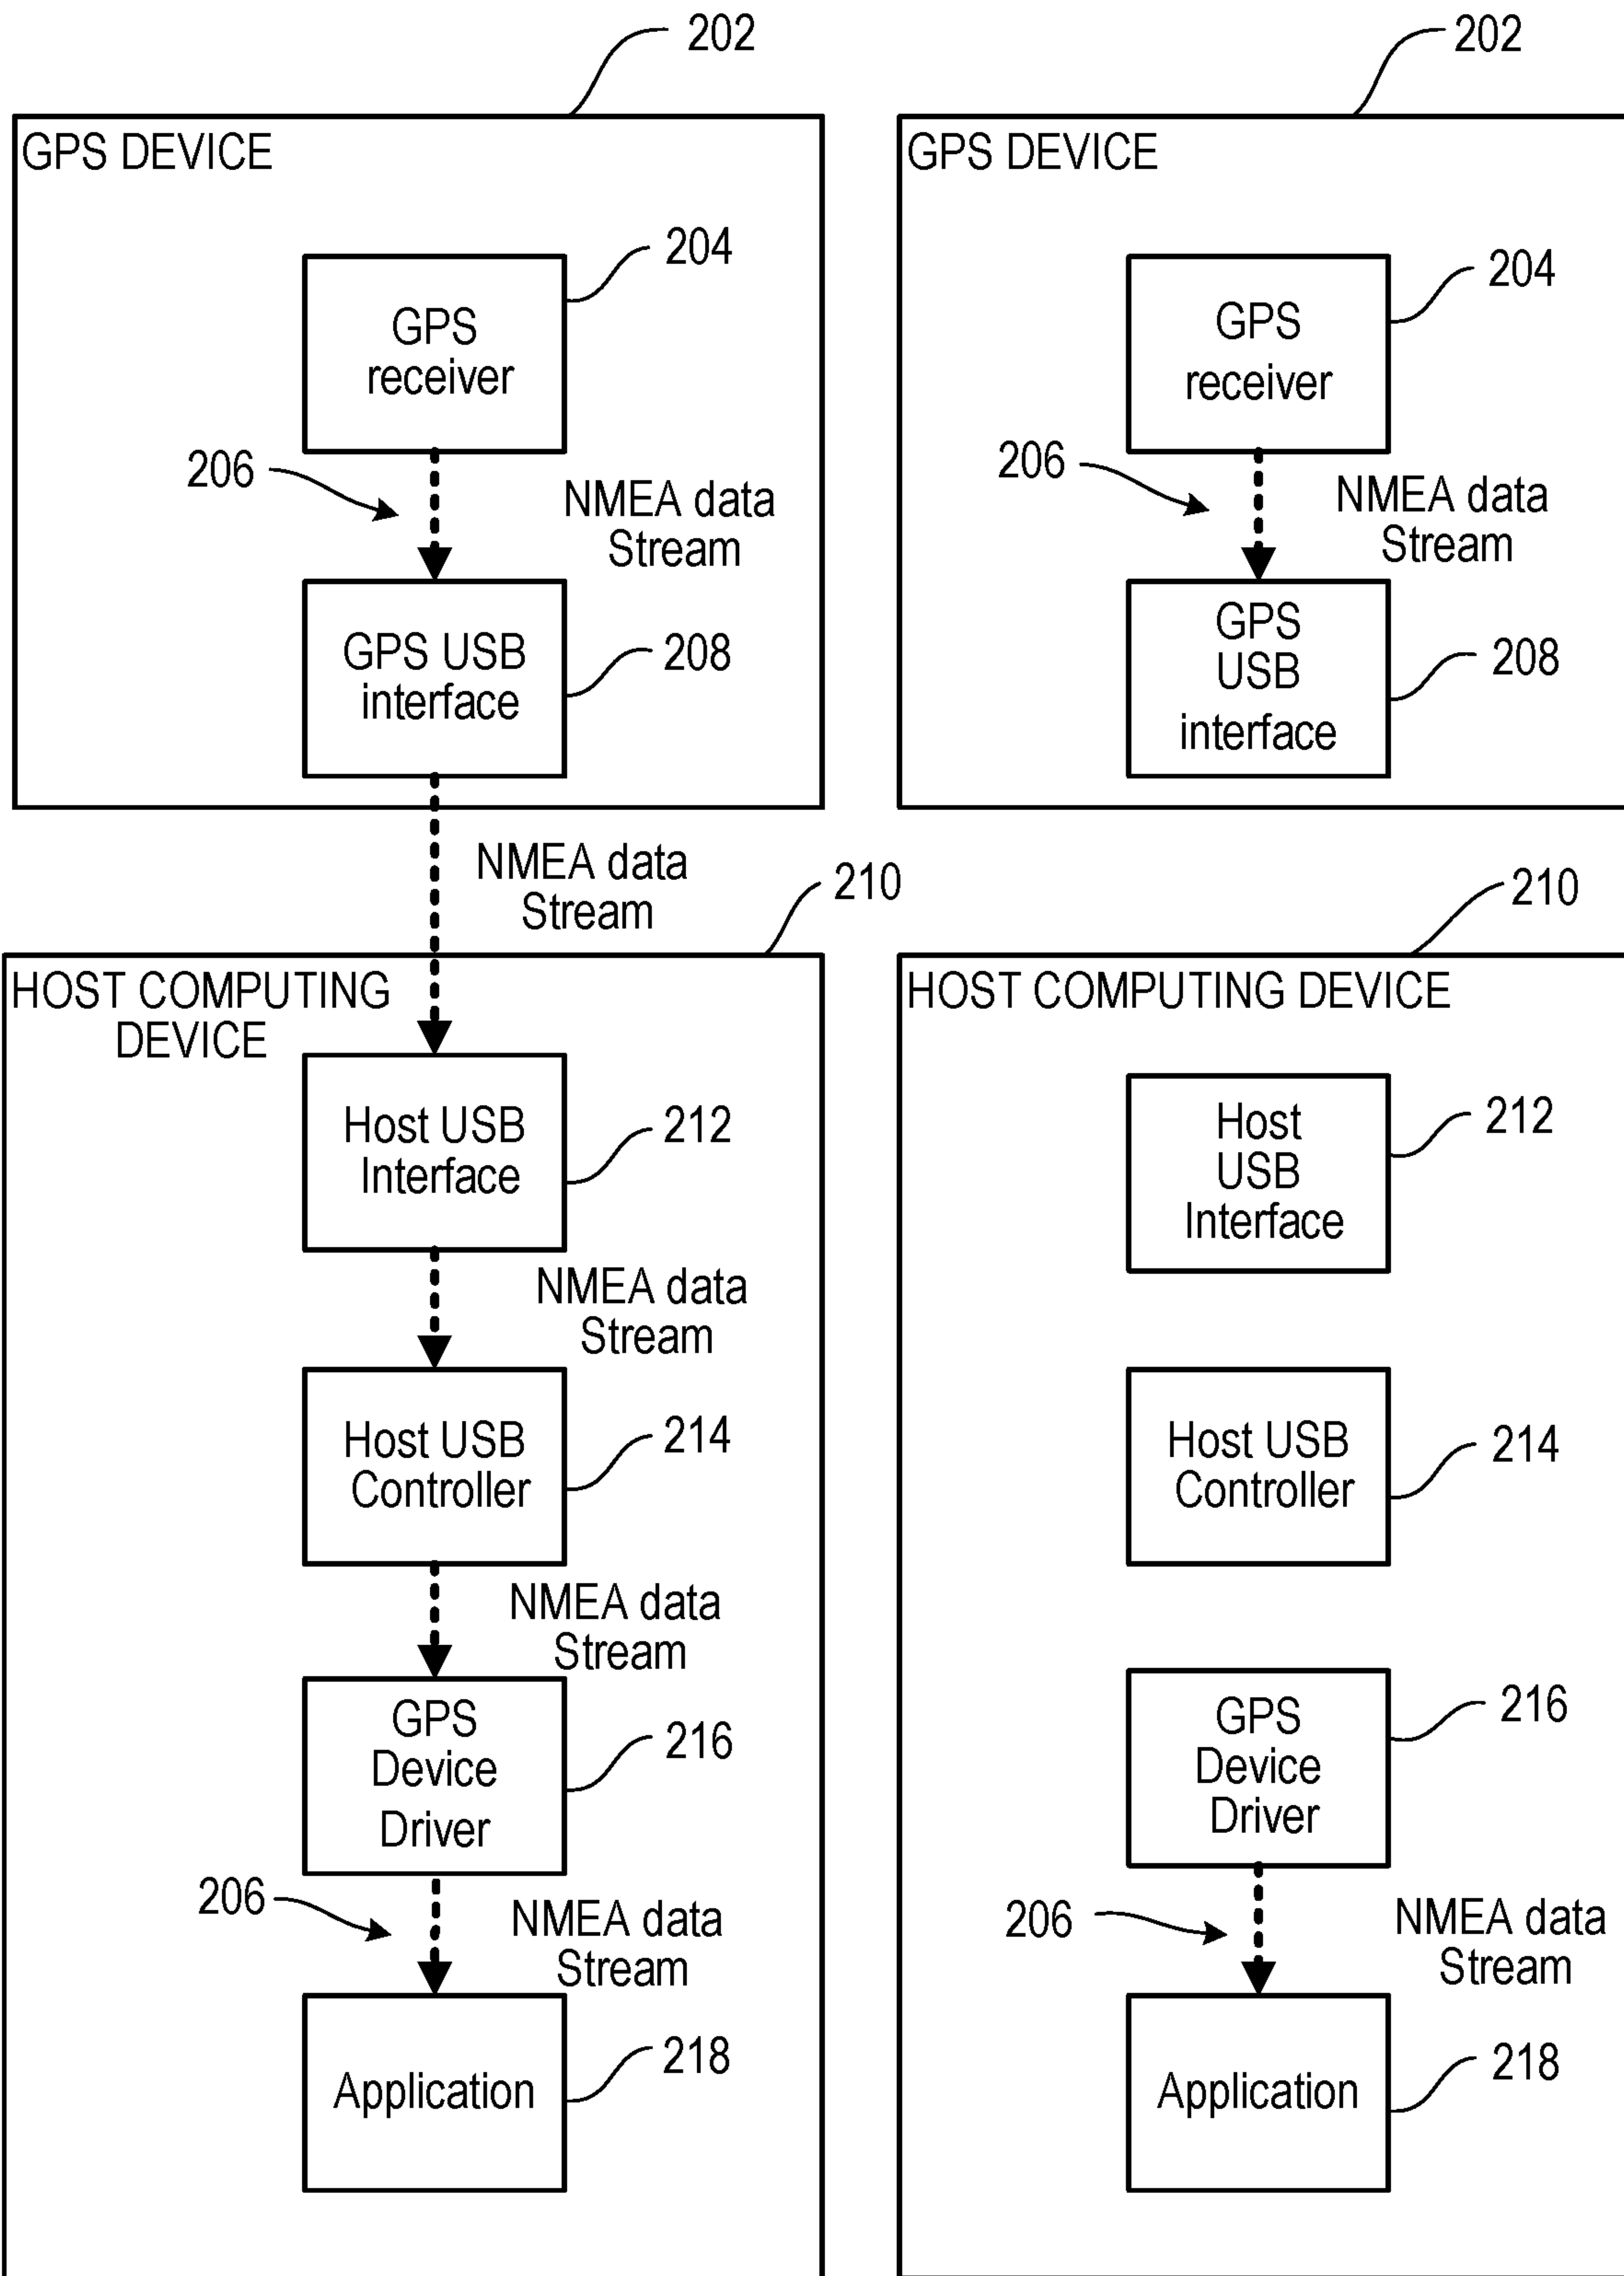 202
GPS DEVICE
204
GPS
receiver
206
NMEA data
Stream
GPS USB
interface
208
NMEA data
Stream
210
HOST COMPUTING
DEVICE
Host USB
Interface
212
NMEA data
Stream
Host USB
Controller
214
NMEA data
Stream
GPS
Device
Driver
216
206
NMEA data
Stream
Application
218
202
GPS DEVICE
204
GPS
receiver
206
NMEA data
Stream
GPS
USB
interface
208
210
HOST COMPUTING DEVICE
Host
USB
Interface
212
Host USB
Controller
214
GPS
Device
Driver
216
206
NMEA data
Stream
Application
218